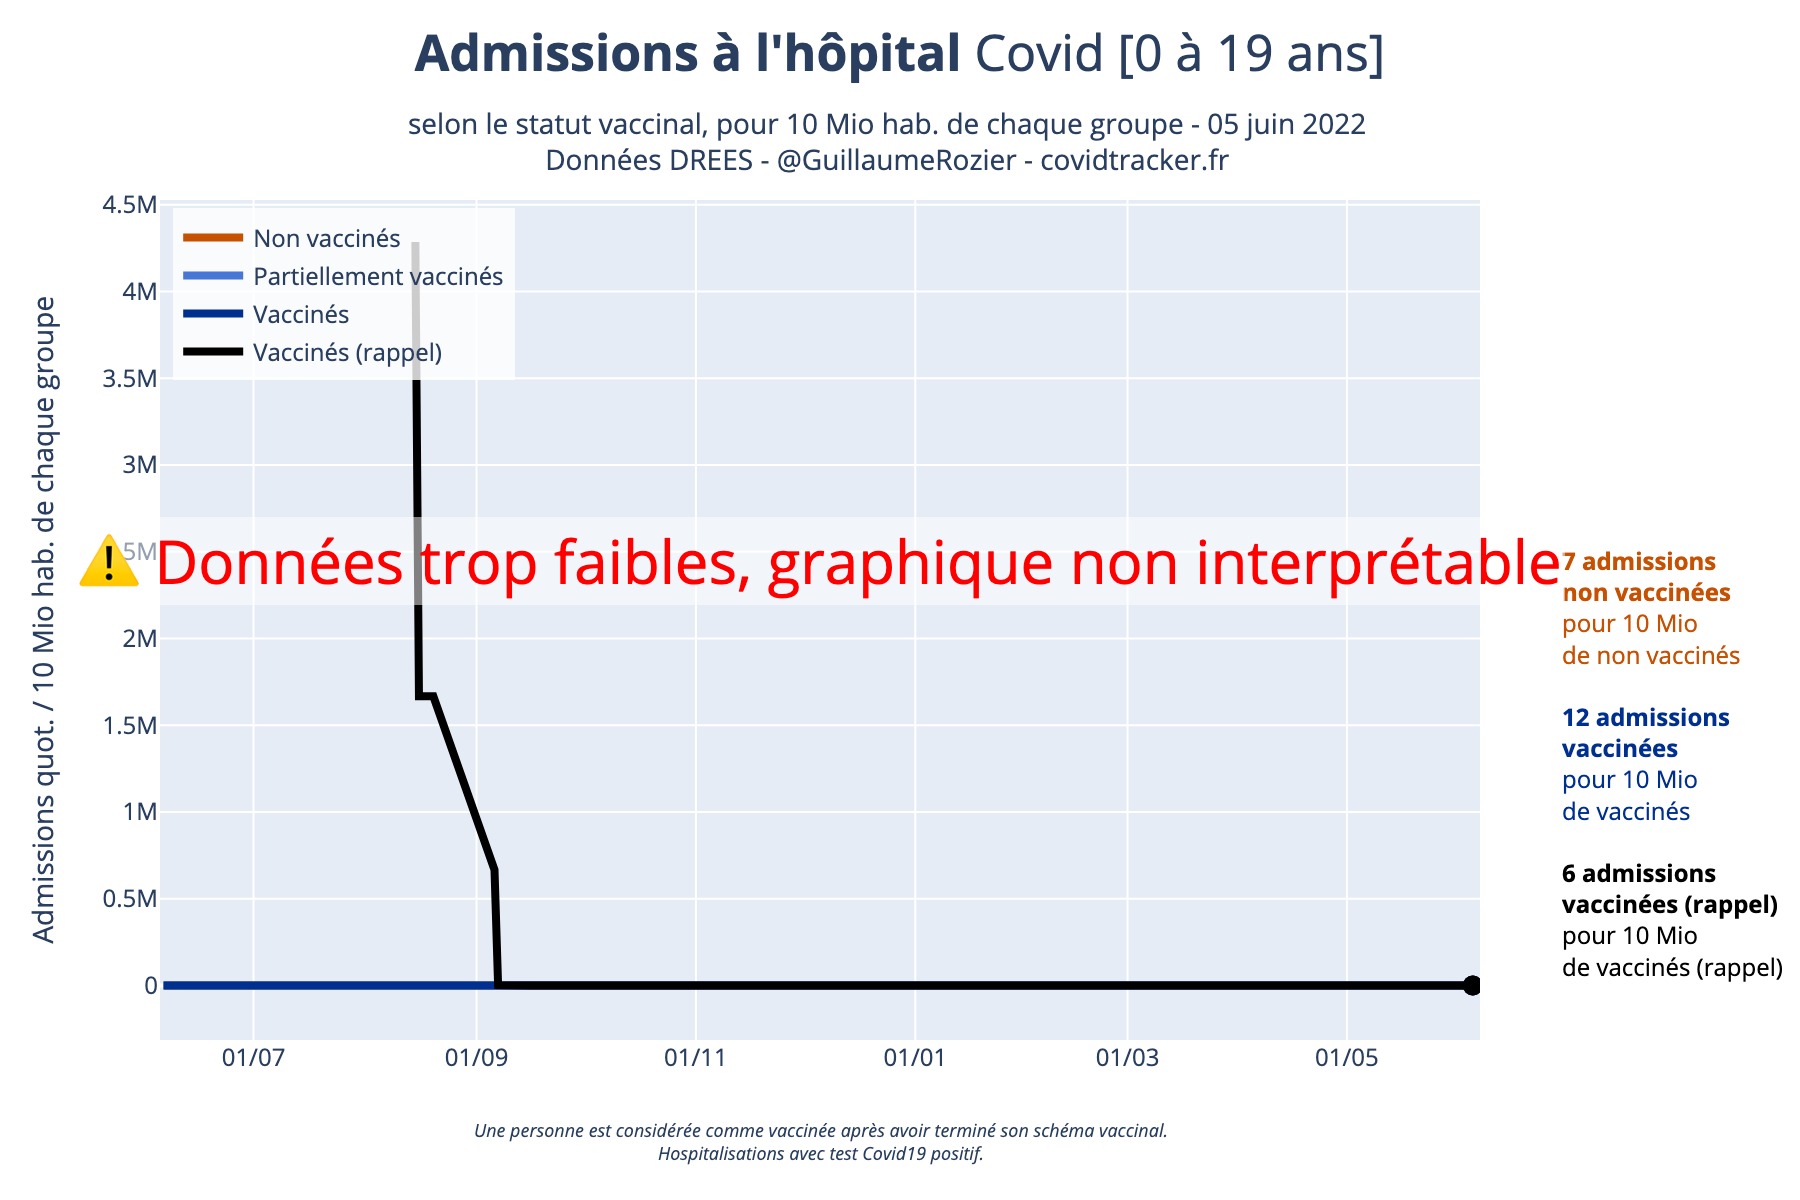 Admissions à l'hôpital Covid [0 à 19 ans]
selon le statut vaccinal, pour 10 Mio hab. de chaque groupe - 05 juin 2022
Données DREES - @GuillaumeRozier - covidtracker.fr
Admissions quot. / 10 Mio hab. de chaque groupe
4.5M
4M
3.5M
3M
5M
2M
1.5M
1M
0.5M
0
Non vaccinés
Partiellement vaccinés
Vaccinés
Vaccinés (rappel)
⚠️Données trop faibles, graphique non interprétable
7 admissions
non vaccinées
pour 10 Mio
de non vaccinés
12 admissions
vaccinées
pour 10 Mio
de vaccinés
6 admissions
vaccinées (rappel)
pour 10 Mio
de vaccinés (rappel)
01/07
01/09
01/11
01/01
01/03
01/05
Une personne est considérée comme vaccinée après avoir terminé son schéma vaccinal.
Hospitalisations avec test Covid19 positif.